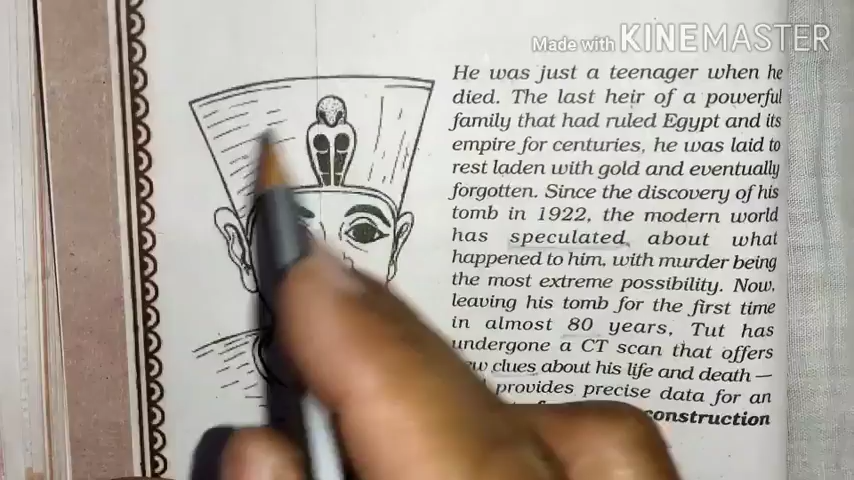 Made with KINEMASTER
He was just a teenager when he
died. The last heir of a powerful
family that had ruled Egypt and its
empire for centuries, he was laid to
rest laden with gold and eventually
forgotten. Since the discovery of his
tomb in 1922, the modern world
has speculated about what
happened to him, with murder being
the most extreme possibility. Now,
leaving his tomb for the first time
in almost 80 years, Tut has
undergone a CT scan that offers
clues about his life and death —
provides precise data for an
construction